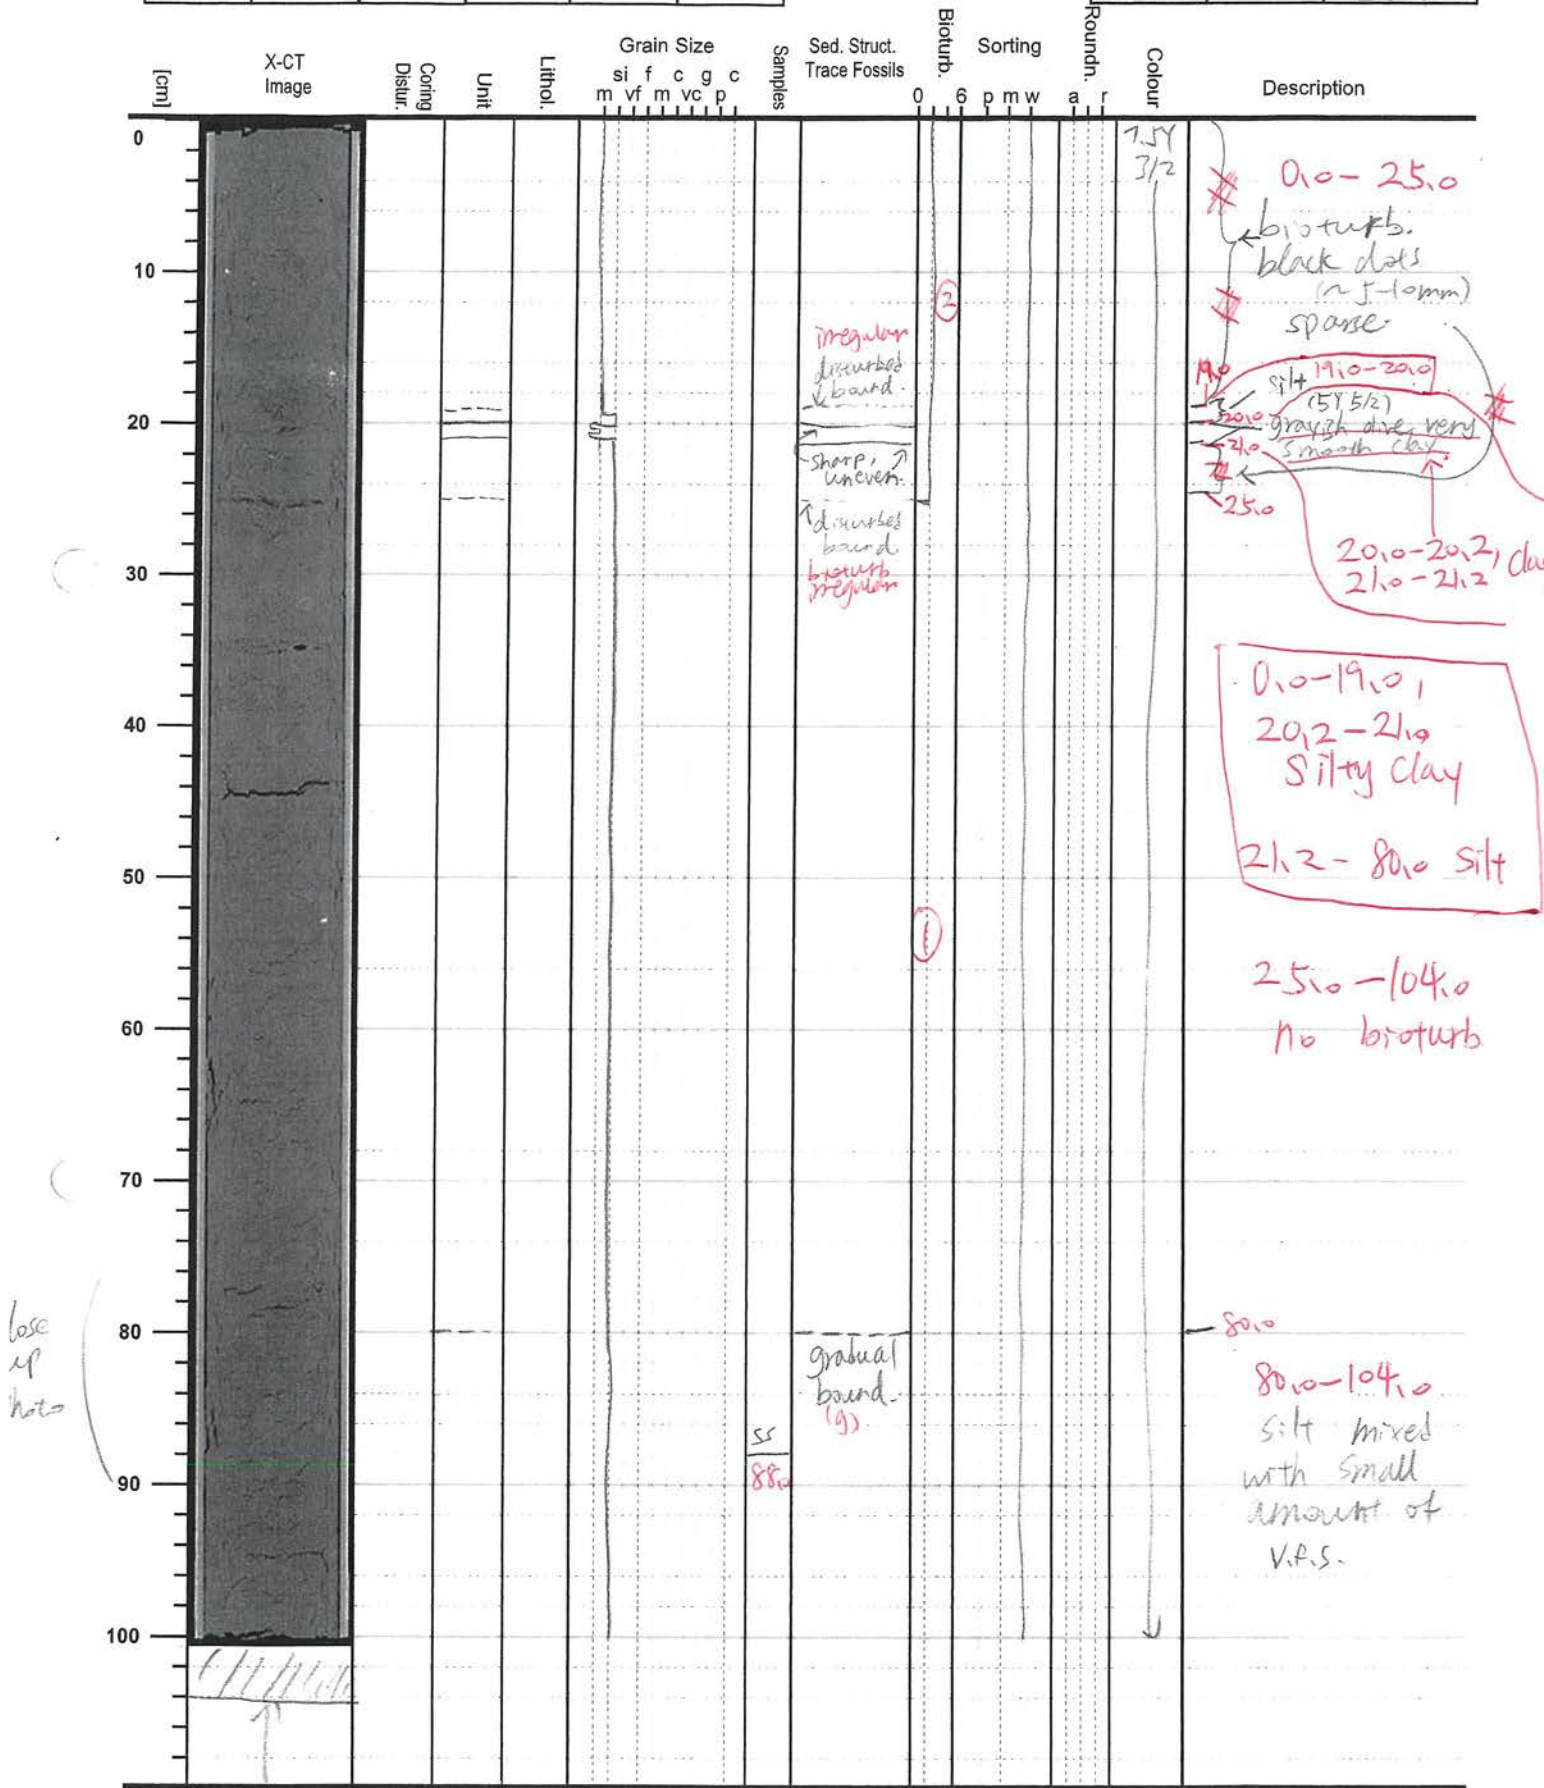 [cm]
X-CT
Image
Coring
Distur.
Unit
Lithol.
Grain Size
si f c g c
m vf m vc p
Samples
Sed. Struct.
Trace Fossils
Bioturb.
0 6
Sorting
p m w
Roundn.
a r
Colour
Description
0
10
20
30
40
50
60
70
80
90
100
7.5Y
3/2
0.0-25.0
bioturb.
black dots
(~5-10mm)
sparse.
2
irregular
disturbed
bound.
sharp,
uneven.
disturbed
bound.
bioturb
irregular
19.0
silt 19.0-20.0
(5Y 5/2)
20.0
grayish olive very
smooth clay.
21.0
25.0
20.0-20.2,
21.0-21.2
0.0-19.0,
20.2-21.0
Silty Clay
21.2-80.0 silt
1
25.0-104.0
no bioturb
80.0
gradual
bound.
(g)
ss
88.0
80.0-104.0
silt mixed
with small
amount of
v.f.s.
lose
up
hoto